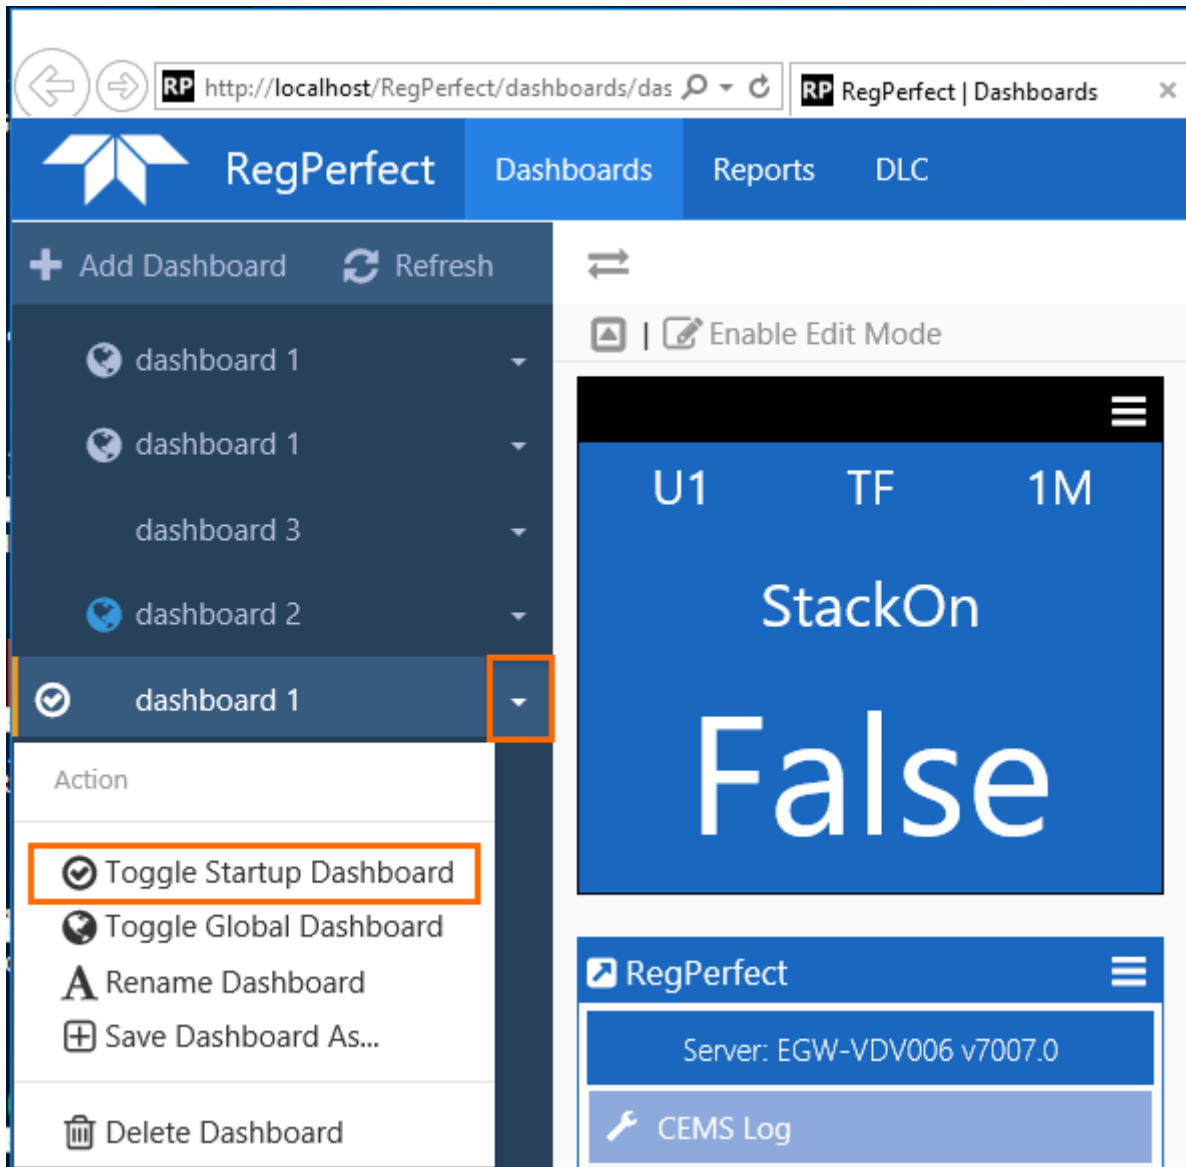 RP http://localhost/RegPerfect/dashboards/das
RP RegPerfect | Dashboards
RegPerfect Dashboards Reports DLC
Add Dashboard Refresh
| Enable Edit Mode
dashboard 1
dashboard 1
dashboard 3
dashboard 2
dashboard 1
Action
Toggle Startup Dashboard
Toggle Global Dashboard
A Rename Dashboard
Save Dashboard As...
Delete Dashboard
U1 TF 1M
StackOn
False
RegPerfect
Server: EGW-VDV006 v7007.0
CEMS Log